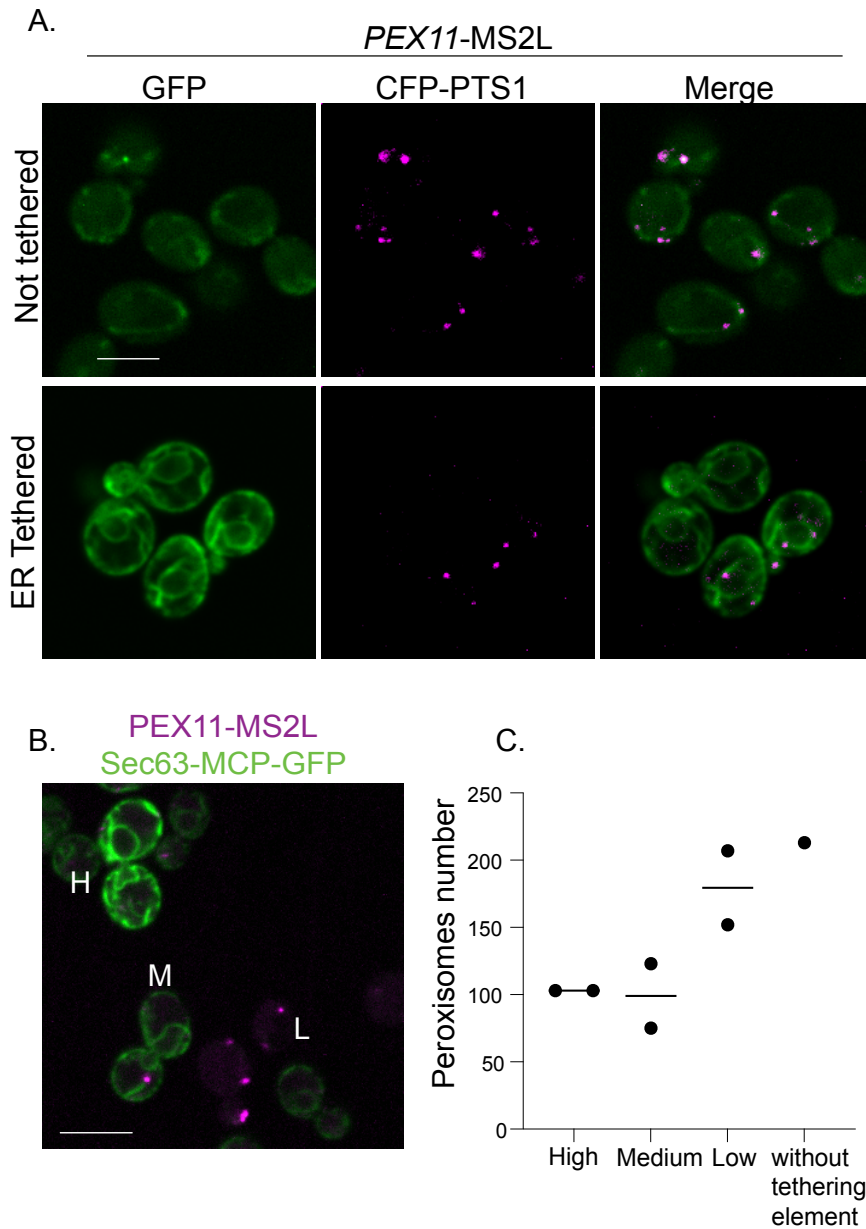 A.
PEX11-MS2L
GFP CFP-PTS1 Merge
Not tethered
ER Tethered
B.
PEX11-MS2L
Sec63-MCP-GFP
H
M
L
C.
Peroxisomes number
250
200
150
100
50
0
High Medium Low without
tethering
element